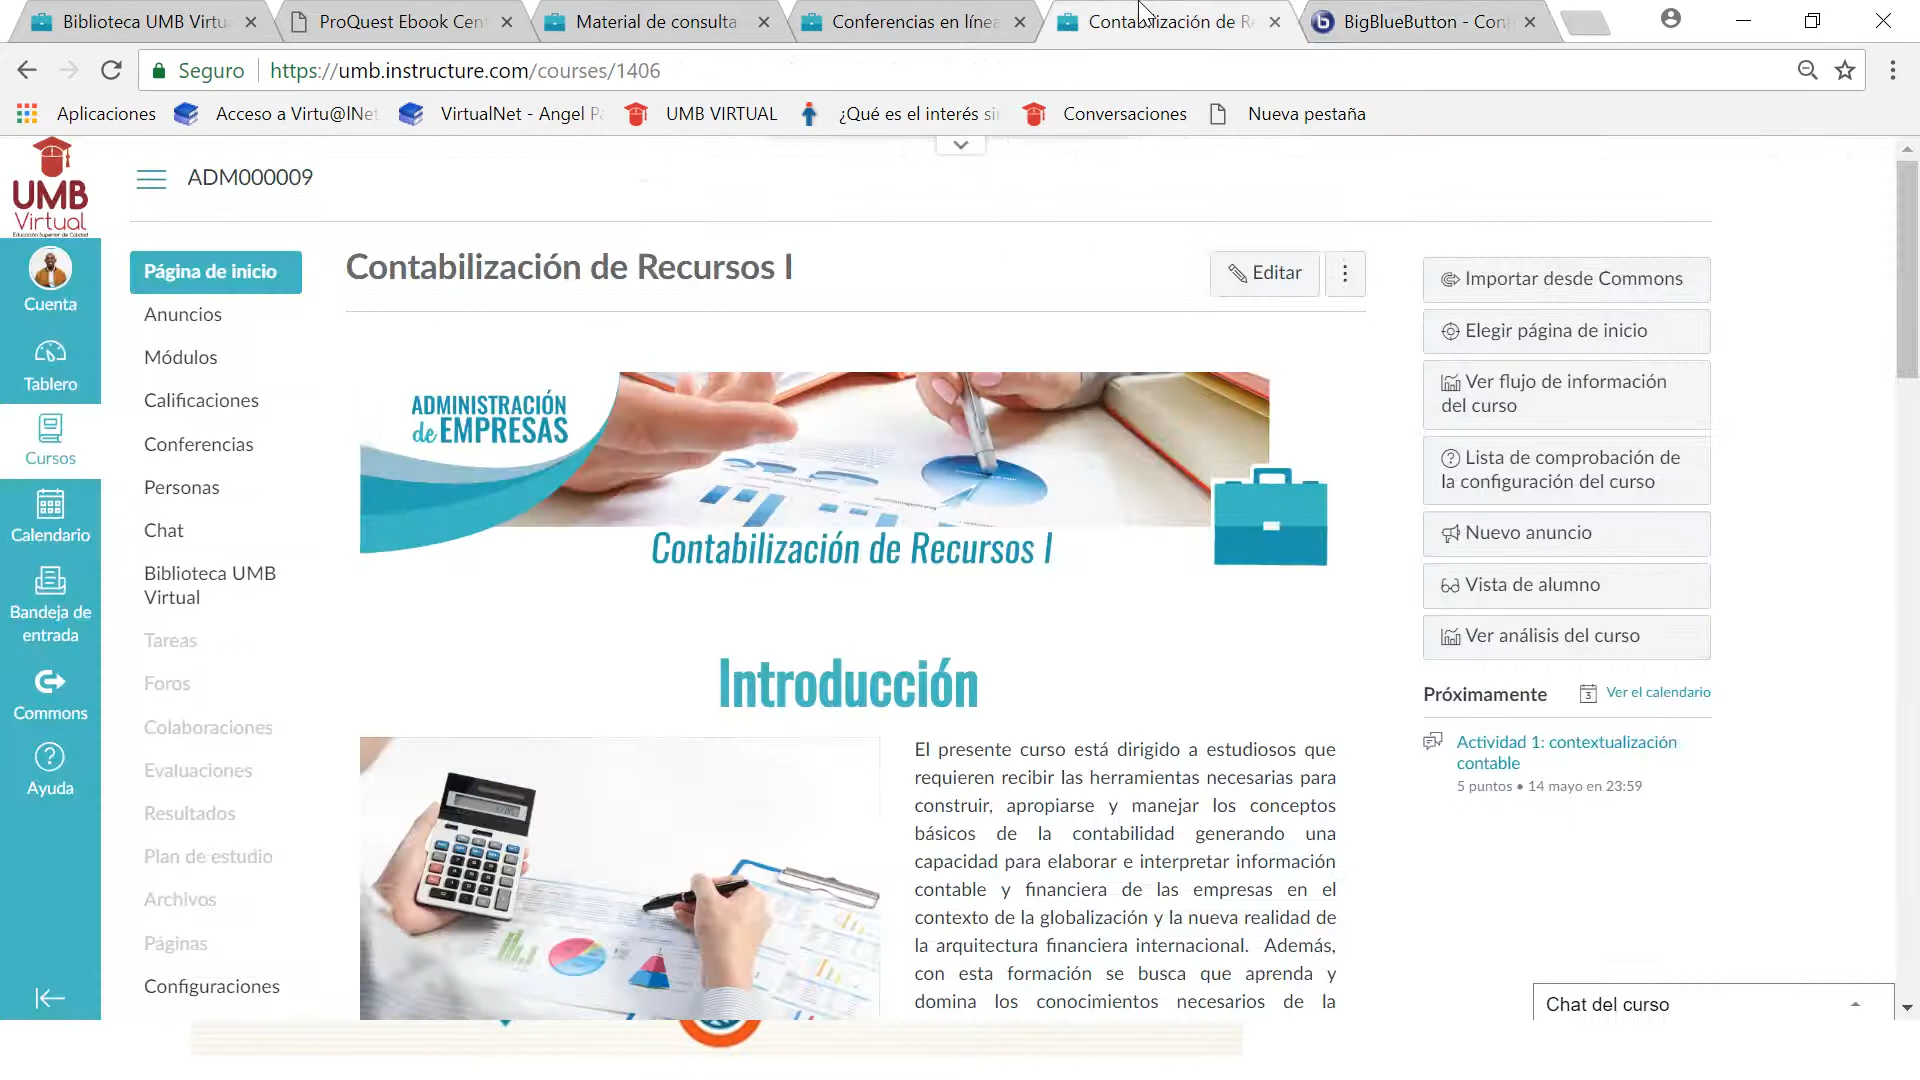 Biblioteca UMB Virtu
ProQuest Ebook Cen
Material de consulta
Conferencias en línea
Contabilización de Re
BigBlueButton - Con
Seguro
https://umb.instructure.com/courses/1406
Aplicaciones
Acceso a Virtu@lNet
VirtualNet - Angel P
UMB VIRTUAL
¿Qué es el interés si
Conversaciones
Nueva pestaña
UMB
Virtual
Educación Superior de Calidad
Cuenta
Tablero
Cursos
Calendario
Bandeja de
entrada
Commons
Ayuda
ADM000009
Página de inicio
Anuncios
Módulos
Calificaciones
Conferencias
Personas
Chat
Biblioteca UMB
Virtual
Tareas
Foros
Colaboraciones
Evaluaciones
Resultados
Plan de estudio
Archivos
Páginas
Configuraciones
Contabilización de Recursos I
Editar
ADMINISTRACIÓN
de EMPRESAS
Contabilización de Recursos I
Introducción
El presente curso está dirigido a estudiosos que
requieren recibir las herramientas necesarias para
construir, apropiarse y manejar los conceptos
básicos de la contabilidad generando una
capacidad para elaborar e interpretar información
contable y financiera de las empresas en el
contexto de la globalización y la nueva realidad de
la arquitectura financiera internacional. Además,
con esta formación se busca que aprenda y
domina los conocimientos necesarios de la
Importar desde Commons
Elegir página de inicio
Ver flujo de información
del curso
Lista de comprobación de
la configuración del curso
Nuevo anuncio
Vista de alumno
Ver análisis del curso
Próximamente
3
Ver el calendario
Actividad 1: contextualización
contable
5 puntos • 14 mayo en 23:59
Chat del curso